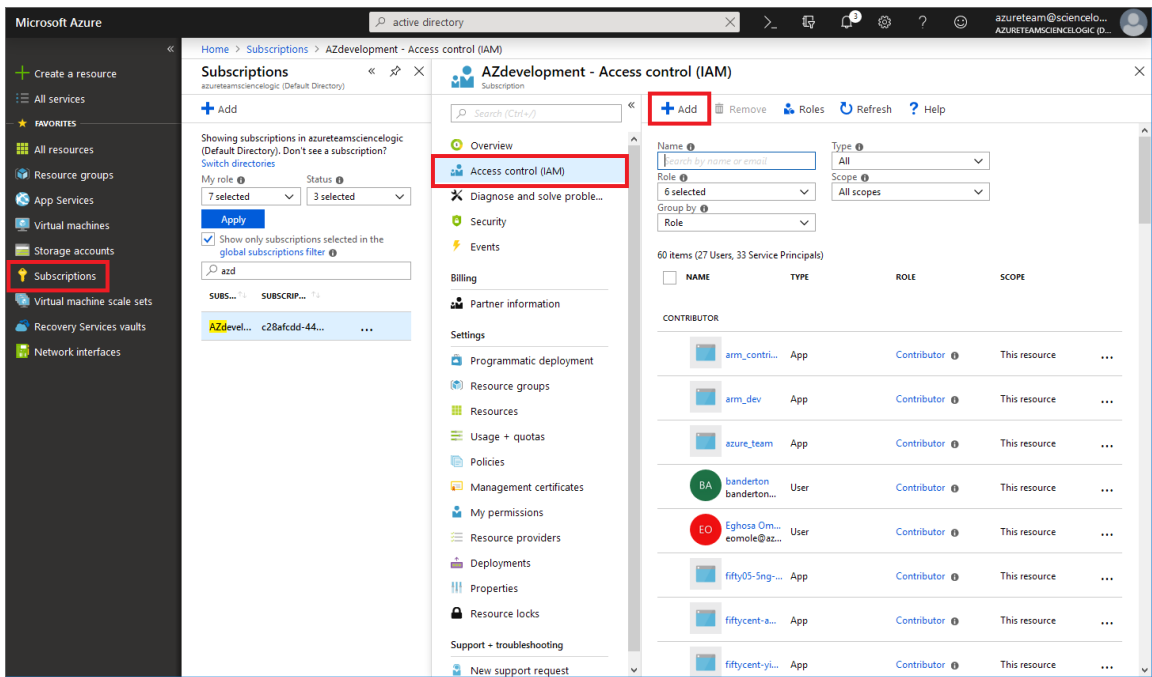 Microsoft Azure
active directory
3
azureteam@sciencelo...
AZURETEAMSCIENCELOGIC (D...
Create a resource
All services
FAVORITES
All resources
Resource groups
App Services
Virtual machines
Storage accounts
Subscriptions
Virtual machine scale sets
Recovery Services vaults
Network interfaces
Home > Subscriptions > AZdevelopment - Access control (IAM)
Subscriptions
azureteamsciencelogic (Default Directory)
Add
Showing subscriptions in azureteamsciencelogic
(Default Directory). Don't see a subscription?
Switch directories
My role Status
7 selected 3 selected
Apply
Show only subscriptions selected in the
global subscriptions filter
azd
SUBS... SUBSCRIP...
AZdevel... c28afcdd-44... ...
AZdevelopment - Access control (IAM)
Subscription
Search (Ctrl+/)
Overview
Access control (IAM)
Diagnose and solve proble...
Security
Events
Billing
Partner information
Settings
Programmatic deployment
Resource groups
Resources
Usage + quotas
Policies
Management certificates
My permissions
Resource providers
Deployments
Properties
Resource locks
Support + troubleshooting
New support request
Add Remove Roles Refresh ? Help
Name Type
Search by name or email All
Role Scope
6 selected All scopes
Group by
Role
60 items (27 Users, 33 Service Principals)
NAME TYPE ROLE SCOPE
CONTRIBUTOR
arm_contri... App Contributor This resource ...
arm_dev App Contributor This resource ...
azure_team App Contributor This resource ...
BA banderton User Contributor This resource ...
banderton...
EO Eghosa Om... User Contributor This resource ...
eomole@az...
fifty05-5ng-... App Contributor This resource ...
fiftycent-a... App Contributor This resource ...
fiftycent-yi... App Contributor This resource ...